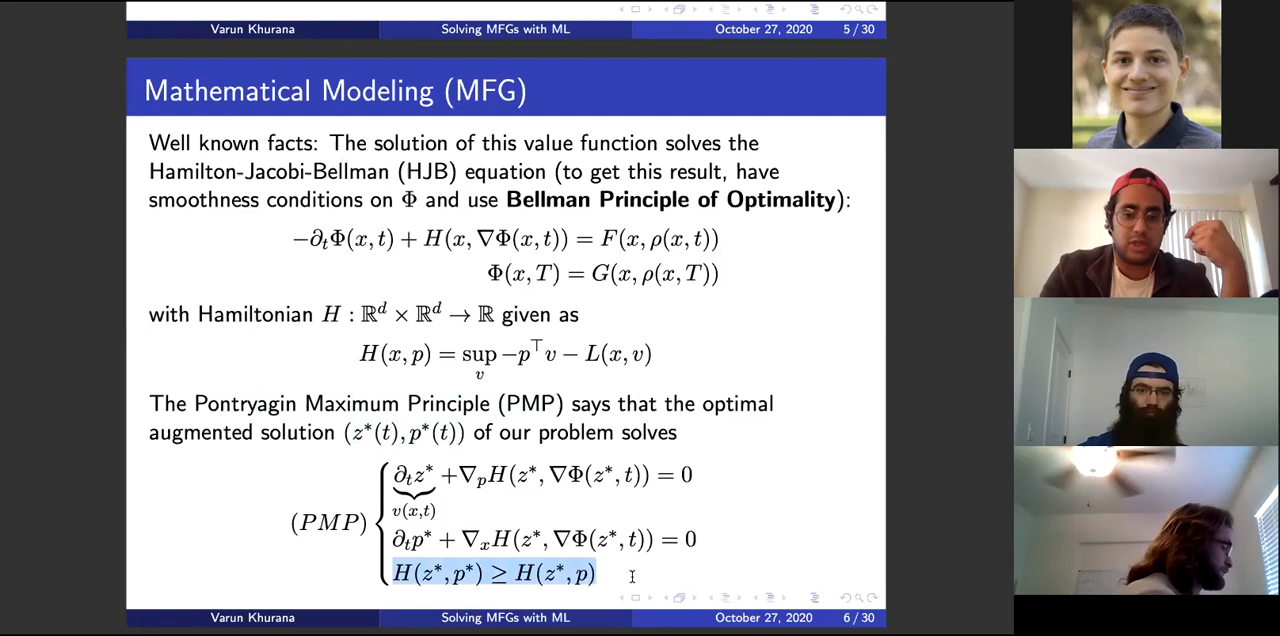 Varun Khurana Solving MFGs with ML October 27, 2020 5 / 30
Mathematical Modeling (MFG)
Well known facts: The solution of this value function solves the
Hamilton-Jacobi-Bellman (HJB) equation (to get this result, have
smoothness conditions on Φ and use Bellman Principle of Optimality):
−∂ₜΦ(x, t) + H(x, ∇Φ(x, t)) = F(x, ρ(x, t))
Φ(x, T) = G(x, ρ(x, T))
with Hamiltonian H : ℝᵈ × ℝᵈ → ℝ given as
H(x, p) = sup −p⊤v − L(x, v)
v
The Pontryagin Maximum Principle (PMP) says that the optimal
augmented solution (z*(t), p*(t)) of our problem solves
∂ₜz* +∇ₚH(z*, ∇Φ(z*, t)) = 0
v(x,t)
(PMP)
∂ₜp* + ∇ₓH(z*, ∇Φ(z*, t)) = 0
H(z*, p*) ≥ H(z*, p)
Varun Khurana Solving MFGs with ML October 27, 2020 6 / 30